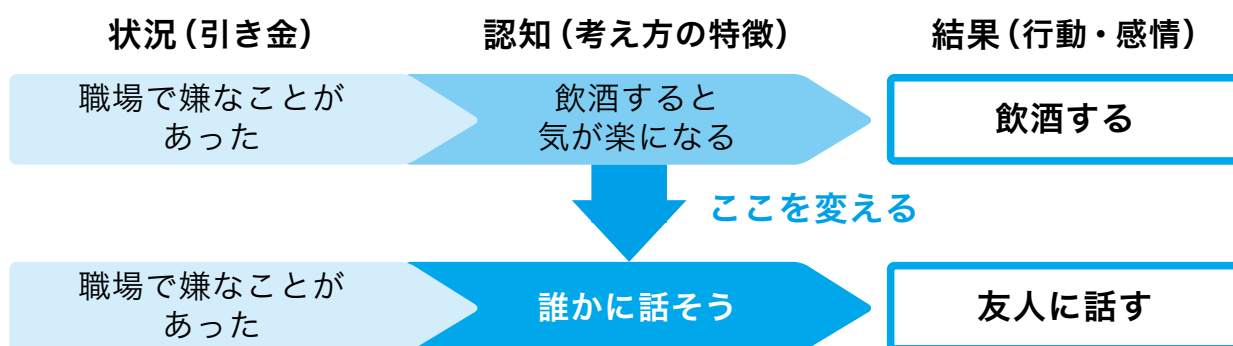 状況（引き金）
認知（考え方の特徴）
結果（行動・感情）
職場で嫌なことが
あった
飲酒すると
気が楽になる
飲酒する
ここを変える
職場で嫌なことが
あった
誰かに話そう
友人に話す